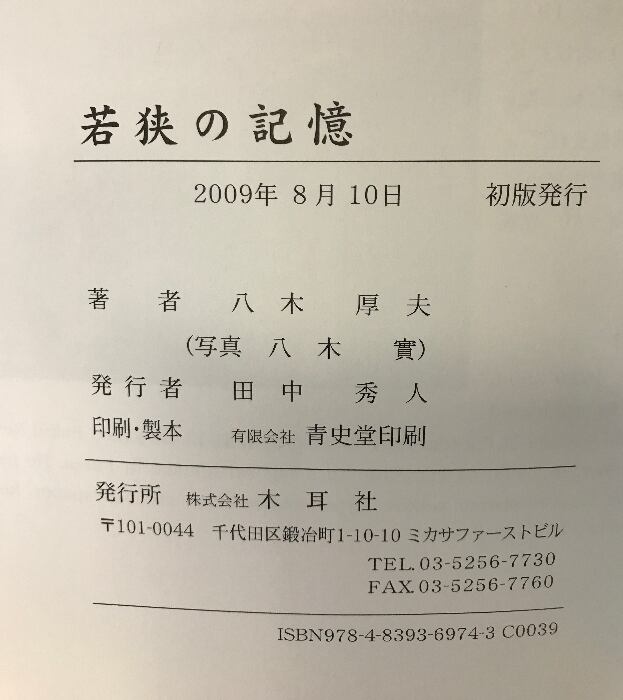 若狭の記憶
2009年 8月 10日 初版発行
著 者 八木 厚夫
(写真 八木 實)
発行者 田中 秀人
印刷・製本 有限会社 青史堂印刷
発行所 株式会社 木耳社
〒101-0044 千代田区鍛冶町1-10-10 ミカサファーストビル
TEL.03-5256-7730
FAX.03-5256-7760
ISBN978-4-8393-6974-3 C0039